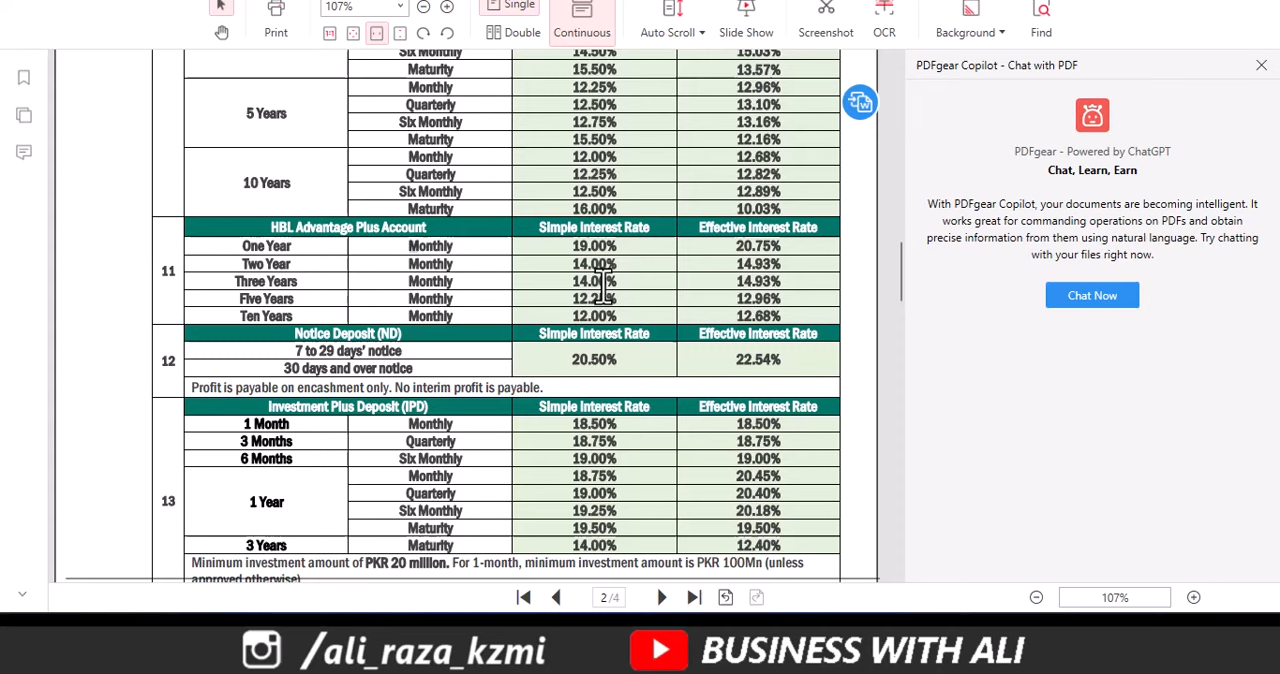 107%
Single
Print
Double
Continuous
Auto Scroll
Slide Show
Screenshot
OCR
Background
Find
PDFgear Copilot - Chat with PDF
PDFgear - Powered by ChatGPT
Chat, Learn, Earn
With PDFgear Copilot, your documents are becoming intelligent. It
works great for commanding operations on PDFs and obtain
precise information from them using natural language. Try chatting
with your files right now.
Chat Now
Six Monthly 14.50% 15.03%
Maturity 15.50% 13.57%
5 Years
Monthly 12.25% 12.96%
Quarterly 12.50% 13.10%
Six Monthly 12.75% 13.16%
Maturity 15.50% 12.16%
10 Years
Monthly 12.00% 12.68%
Quarterly 12.25% 12.82%
Six Monthly 12.50% 12.89%
Maturity 16.00% 10.03%
11
HBL Advantage Plus Account Simple Interest Rate Effective Interest Rate
One Year Monthly 19.00% 20.75%
Two Year Monthly 14.00% 14.93%
Three Years Monthly 14.00% 14.93%
Five Years Monthly 12.25% 12.96%
Ten Years Monthly 12.00% 12.68%
12
Notice Deposit (ND) Simple Interest Rate Effective Interest Rate
7 to 29 days' notice
30 days and over notice
20.50% 22.54%
Profit is payable on encashment only. No interim profit is payable.
13
Investment Plus Deposit (IPD) Simple Interest Rate Effective Interest Rate
1 Month Monthly 18.50% 18.50%
3 Months Quarterly 18.75% 18.75%
6 Months Six Monthly 19.00% 19.00%
1 Year
Monthly 18.75% 20.45%
Quarterly 19.00% 20.40%
Six Monthly 19.25% 20.18%
Maturity 19.50% 19.50%
3 Years Maturity 14.00% 12.40%
Minimum investment amount of PKR 20 million. For 1-month, minimum investment amount is PKR 100Mn (unless
approved otherwise)
2/4
107%
/ali_raza_kzmi
BUSINESS WITH ALI